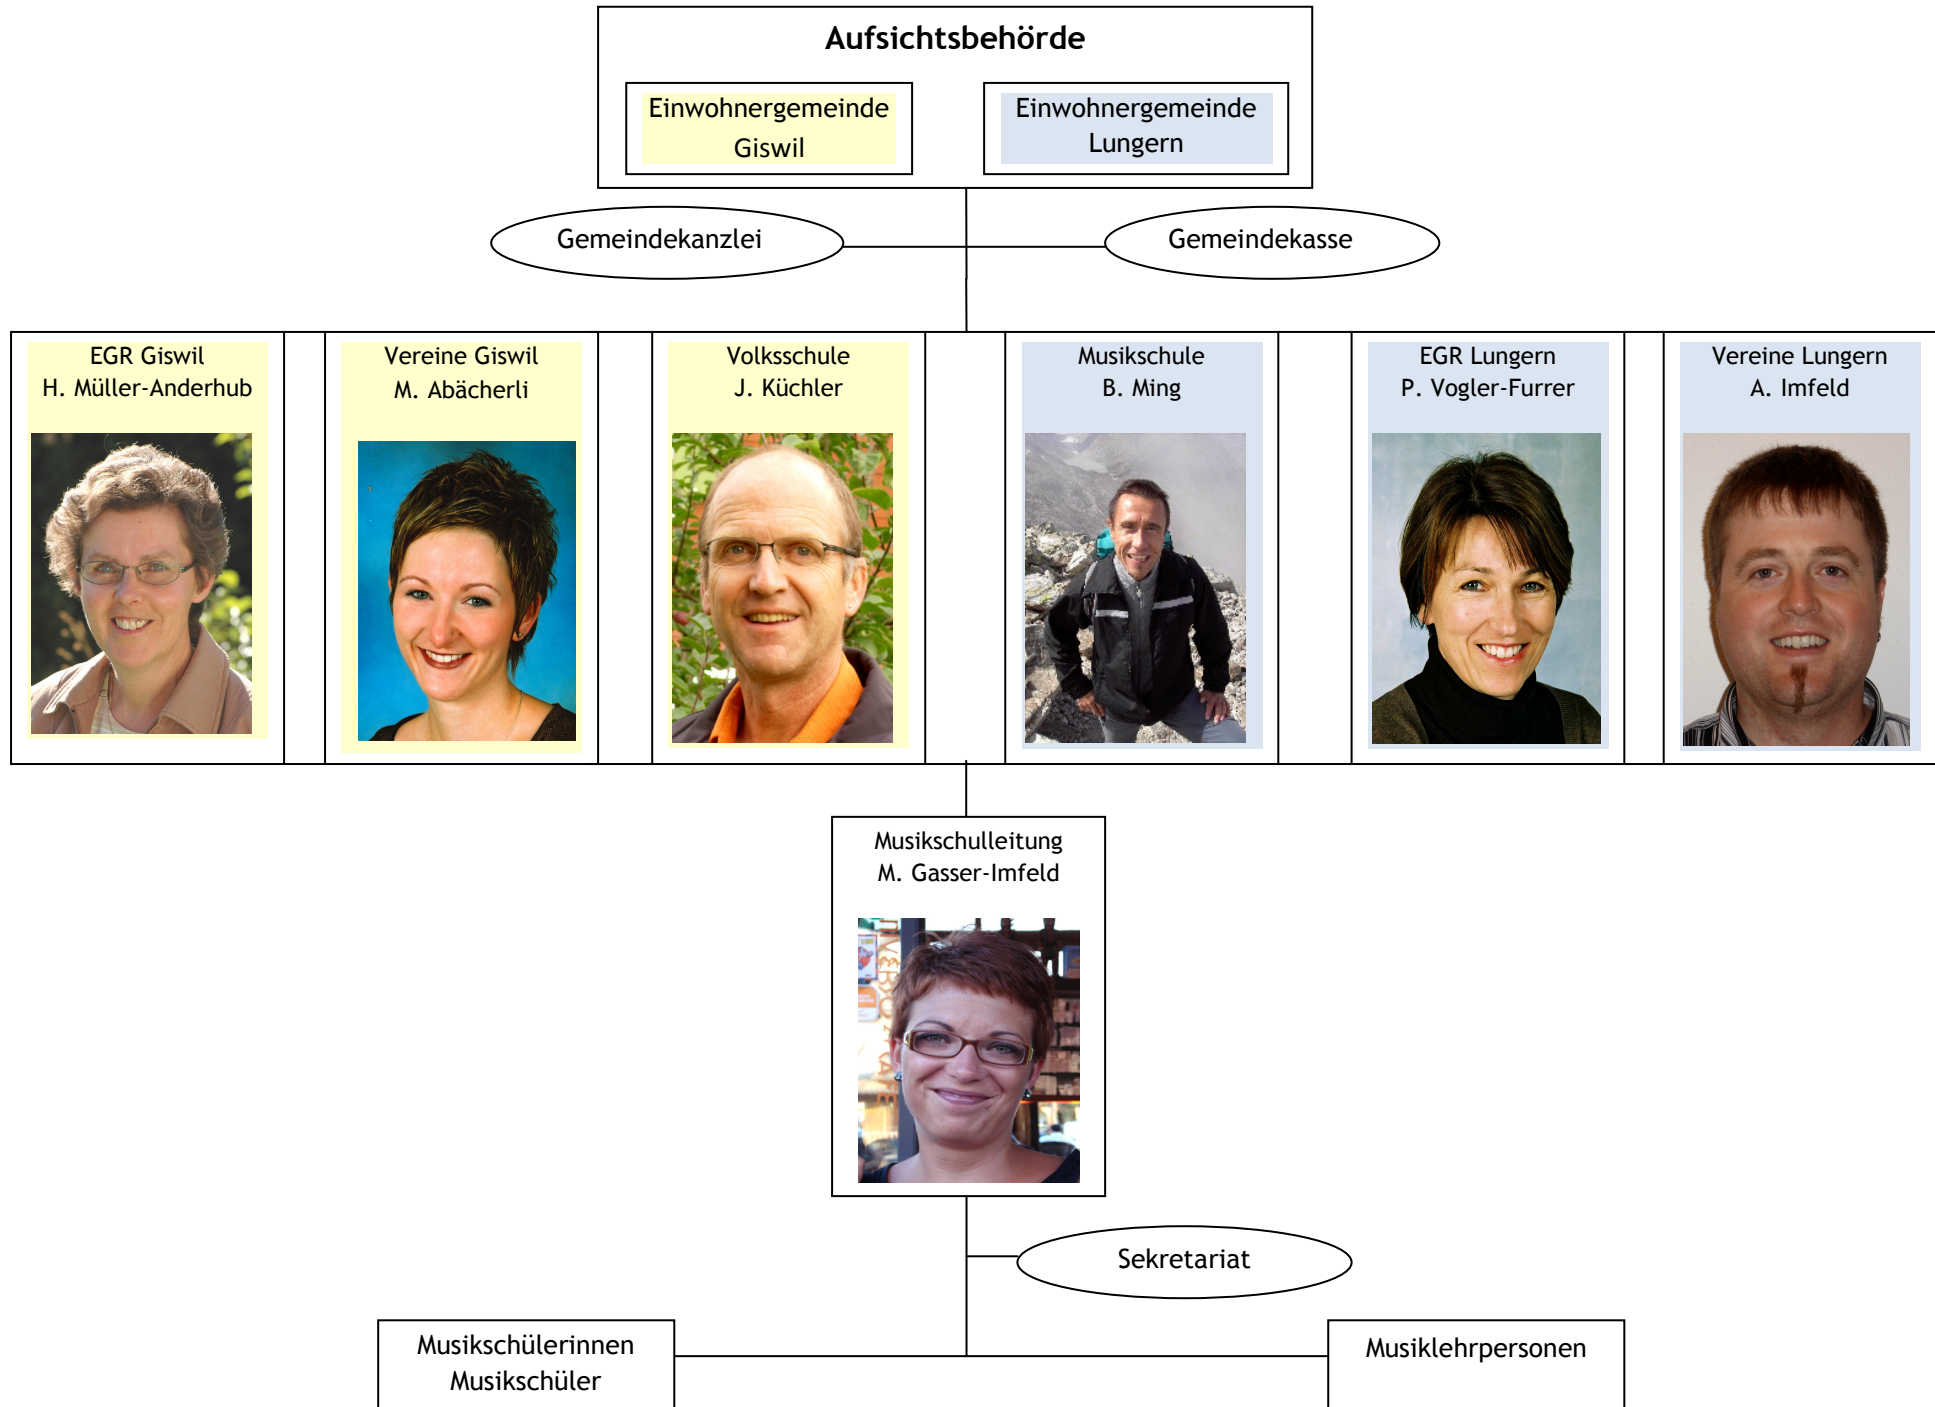 Aufsichtsbehörde
Einwohnergemeinde
Giswil
Einwohnergemeinde
Lungern
Gemeindekanzlei
Gemeindekasse
EGR Giswil
H. Müller-Anderhub
Vereine Giswil
M. Abächerli
Volksschule
J. Küchler
Musikschule
B. Ming
EGR Lungern
P. Vogler-Furrer
Vereine Lungern
A. Imfeld
Musikschulleitung
M. Gasser-Imfeld
Sekretariat
Musikschülerinnen
Musikschüler
Musiklehrpersonen